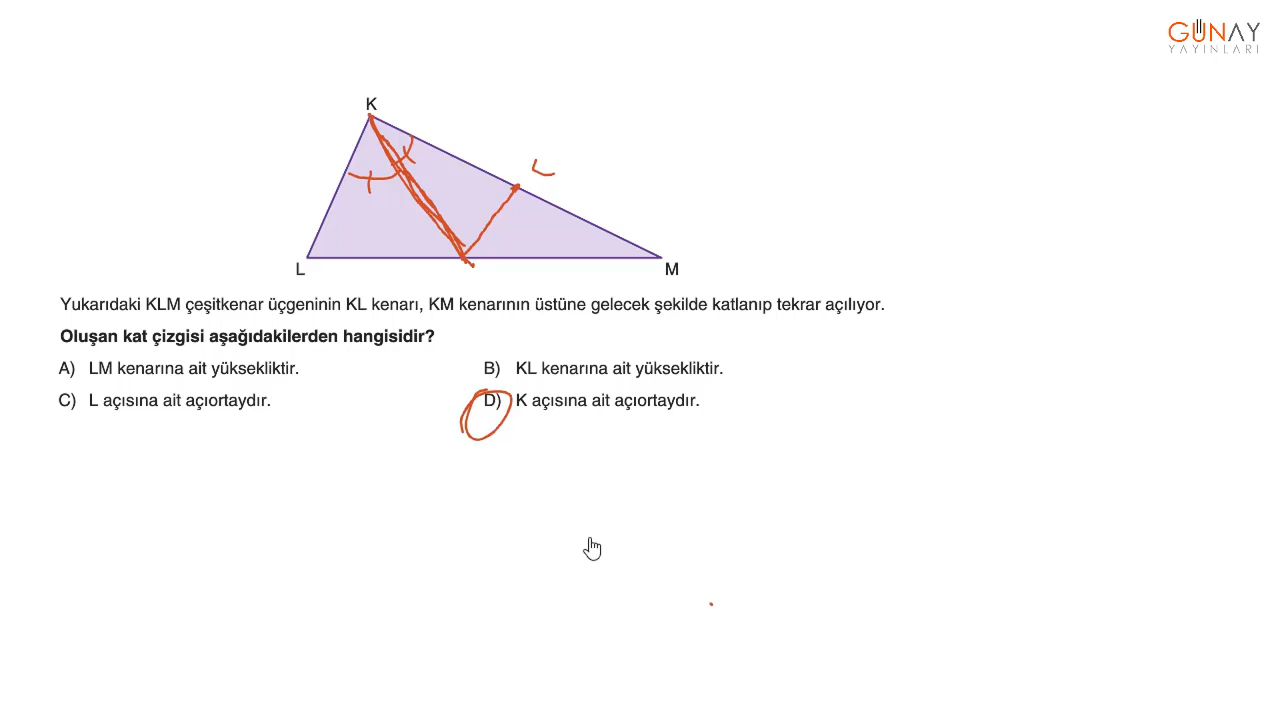 GÜNAY
YAYINLARI
K
L
L
M
Yukarıdaki KLM çeşitkenar üçgeninin KL kenarı, KM kenarının üstüne gelecek şekilde katlanıp tekrar açılıyor.
Oluşan kat çizgisi aşağıdakilerden hangisidir?
A) LM kenarına ait yüksekliktir.
B) KL kenarına ait yüksekliktir.
C) L açısına ait açıortaydır.
D) K açısına ait açıortaydır.